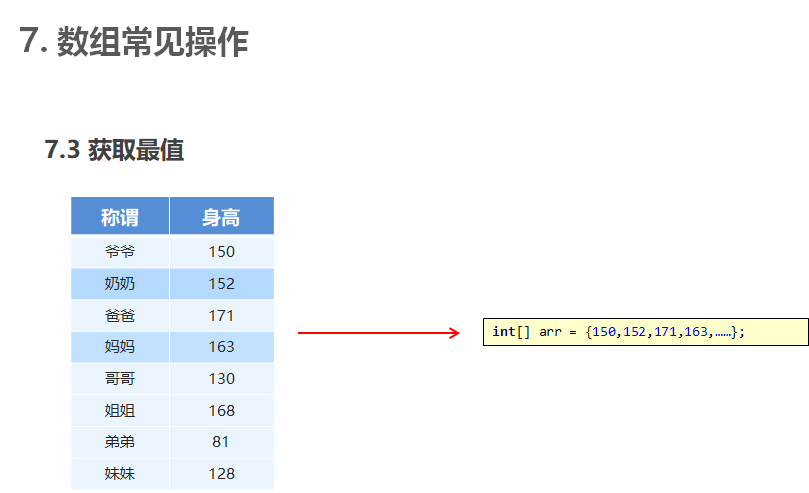 7. 数组常见操作
7.3 获取最值
称谓 身高
爷爷 150
奶奶 152
爸爸 171
妈妈 163
int[] arr = {150,152,171,163,……};
哥哥 130
姐姐 168
弟弟 81
妹妹 128